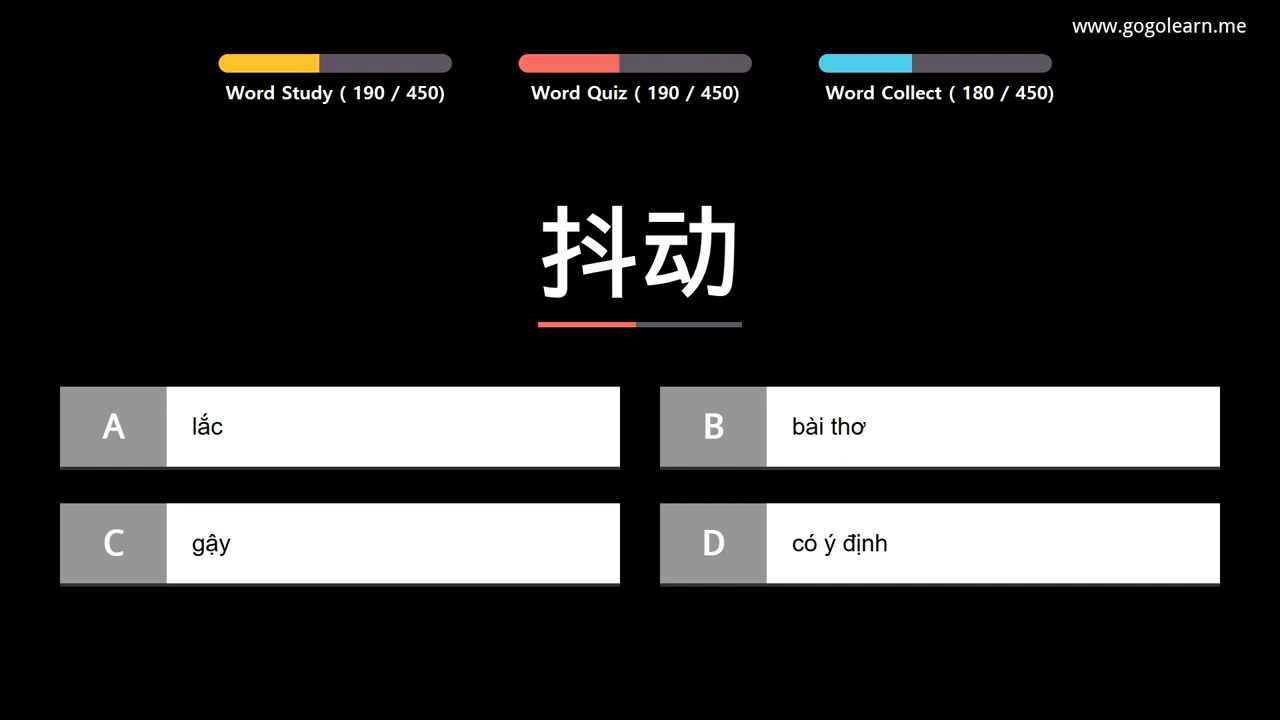 www.gogolearn.me
Word Study ( 190 / 450)
Word Quiz ( 190 / 450)
Word Collect ( 180 / 450)
抖动
A
lắc
B
bài thơ
C
gậy
D
có ý định